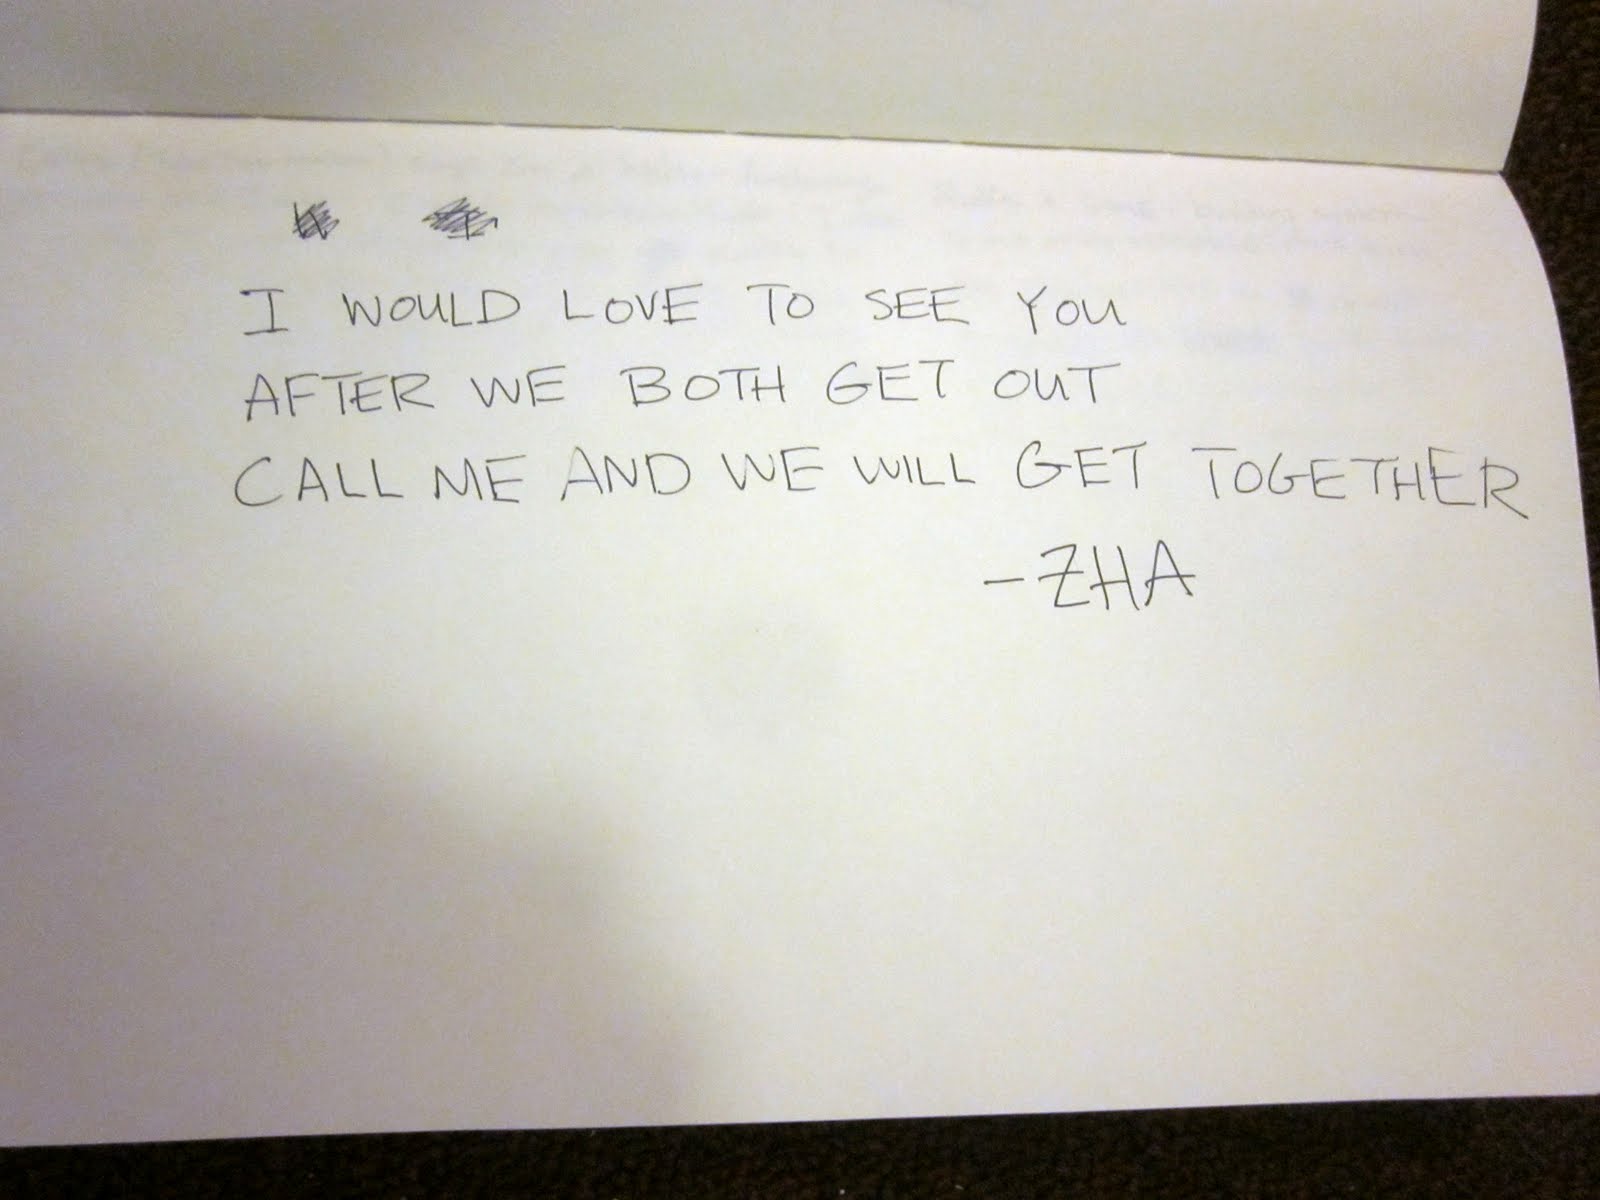 I WOULD LOVE TO SEE YOU
AFTER WE BOTH GET OUT
CALL ME AND WE WILL GET TOGETHER
-ZHA